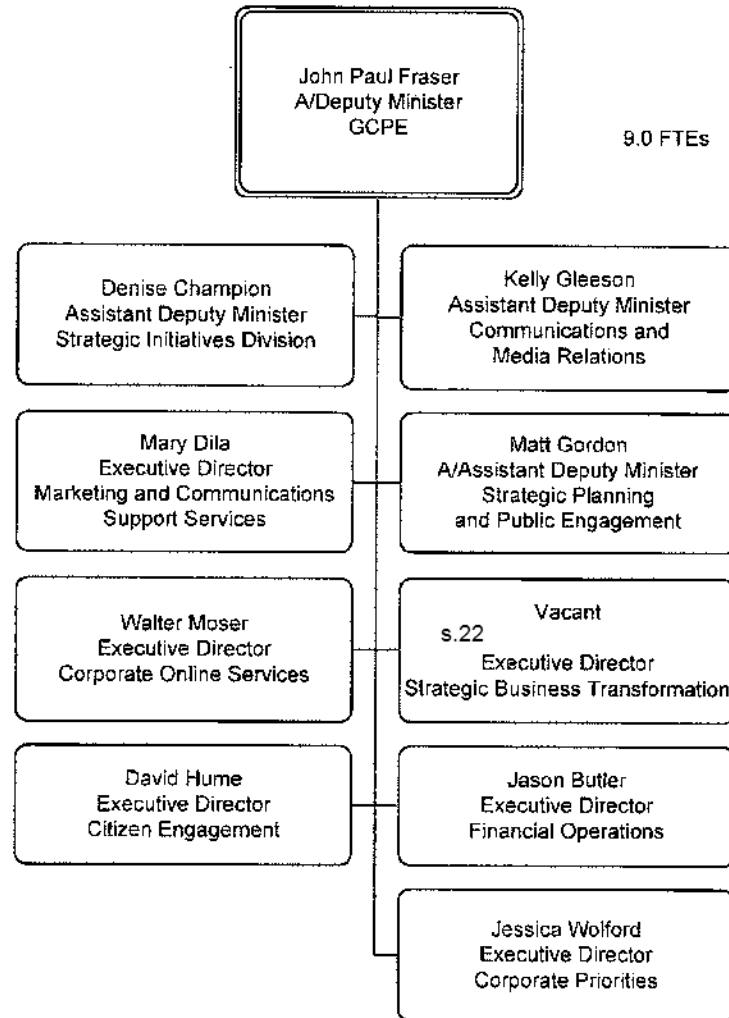 John Paul Fraser
A/Deputy Minister
GCPE
9.0 FTEs
Denise Champion
Assistant Deputy Minister
Strategic Initiatives Division
Kelly Gleeson
Assistant Deputy Minister
Communications and
Media Relations
Mary Dila
Executive Director
Marketing and Communications
Support Services
Matt Gordon
A/Assistant Deputy Minister
Strategic Planning
and Public Engagement
Walter Moser
Executive Director
Corporate Online Services
Vacant
s.22
Executive Director
Strategic Business Transformation
David Hume
Executive Director
Citizen Engagement
Jason Butler
Executive Director
Financial Operations
Jessica Wolford
Executive Director
Corporate Priorities